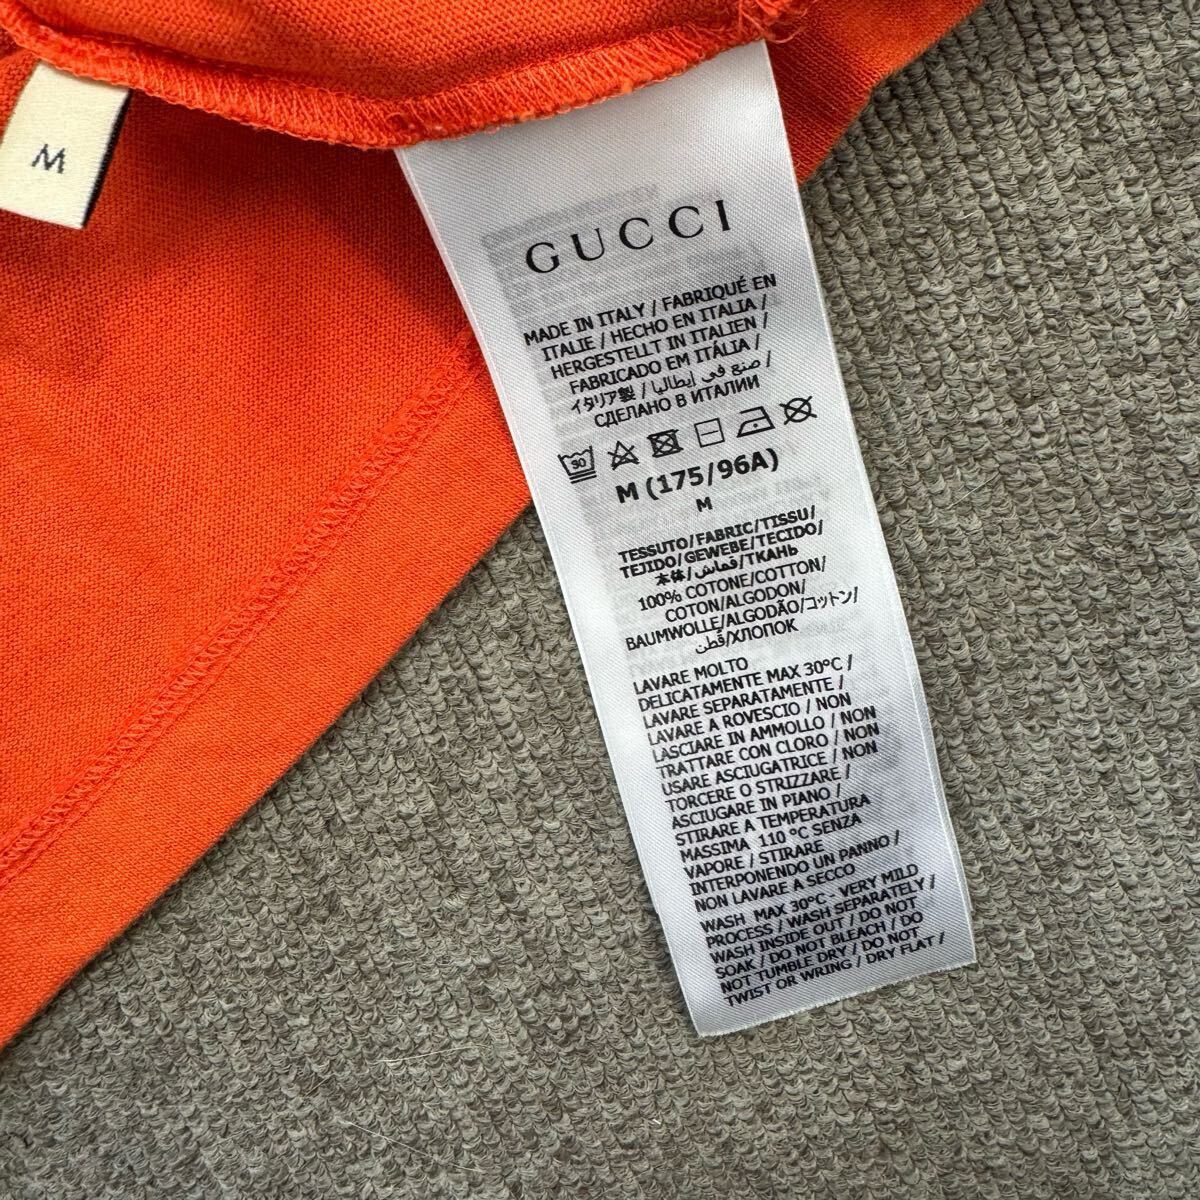 M
GUCCI
MADE IN ITALY / FABRIQUÉ EN
ITALIE / HECHO EN ITALIA /
HERGESTELLT IN ITALIEN /
FABRICADO EM ITÁLIA /
イタリア製 / صنع في إيطاليا /
СДЕЛАНО В ИТАЛИИ
30
M (175/96A)
M
TESSUTO/FABRIC/TISSU/
TEJIDO/GEWEBE/TECIDO/
本体/قماش/ТКАНЬ
100% COTONE/COTTON/
COTON/ALGODON/
BAUMWOLLE/ALGODÃO/コットン/
قطن/ХЛОПОК
LAVARE MOLTO
DELICATAMENTE MAX 30°C /
LAVARE SEPARATAMENTE /
LAVARE A ROVESCIO / NON
LASCIARE IN AMMOLLO / NON
TRATTARE CON CLORO / NON
USARE ASCIUGATRICE / NON
TORCERE O STRIZZARE /
ASCIUGARE IN PIANO /
STIRARE A TEMPERATURA
MASSIMA 110 °C SENZA
VAPORE / STIRARE
INTERPONENDO UN PANNO /
NON LAVARE A SECCO
WASH MAX 30°C - VERY MILD
PROCESS / WASH SEPARATELY /
WASH INSIDE OUT / DO NOT
SOAK / DO NOT BLEACH / DO
NOT TUMBLE DRY / DO NOT
TWIST OR WRING / DRY FLAT /